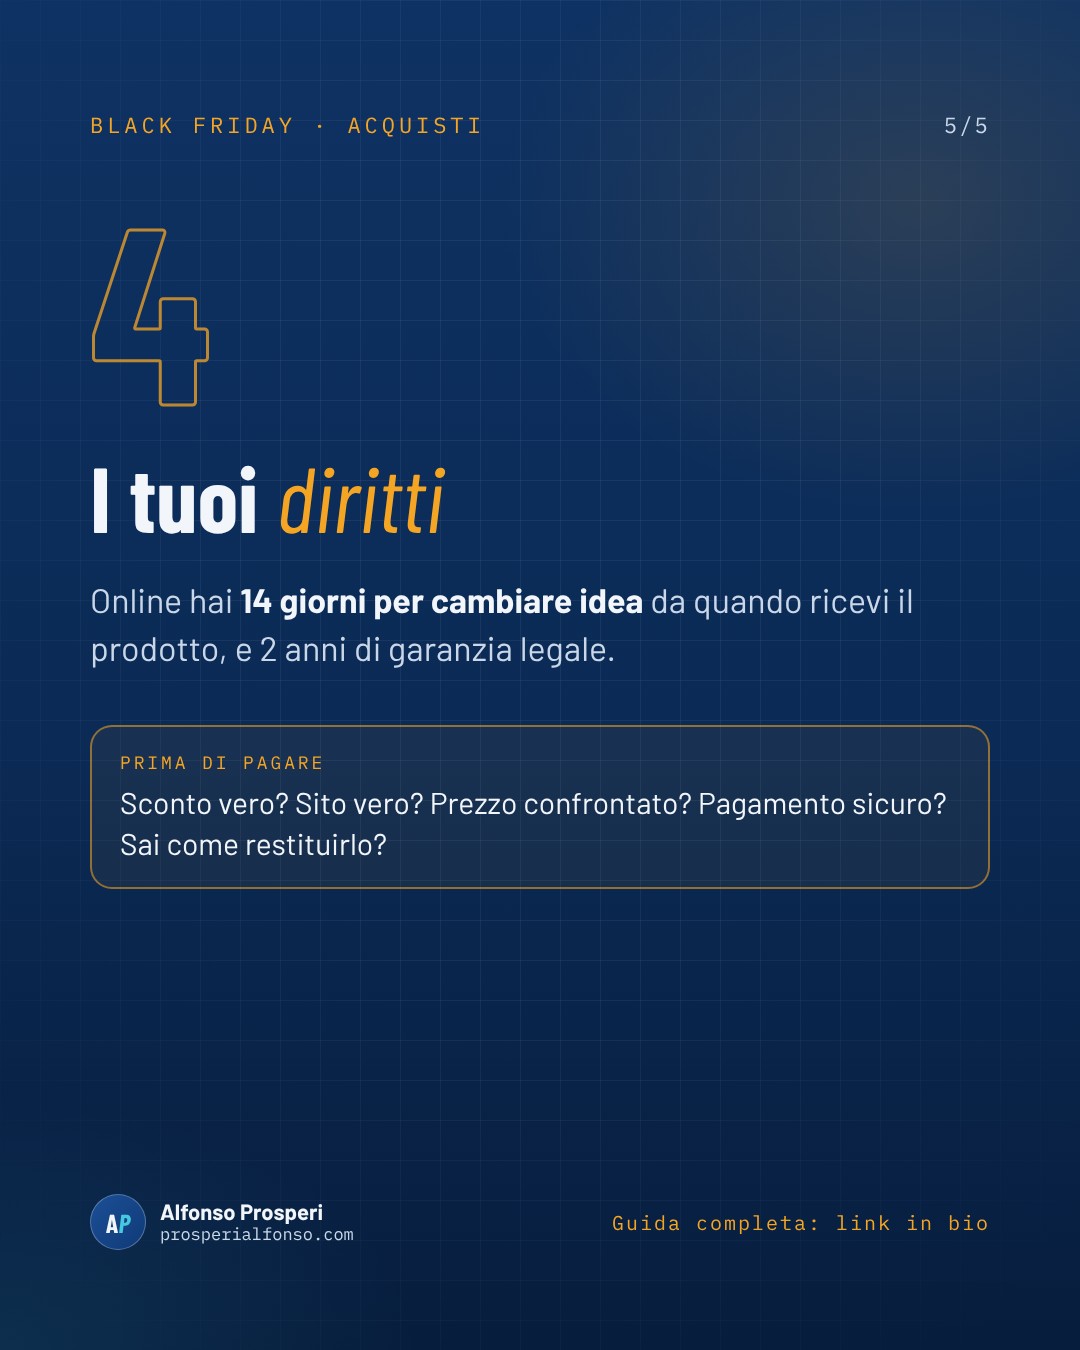 BLACK FRIDAY · ACQUISTI
5/5
4
I tuoi diritti
Online hai 14 giorni per cambiare idea da quando ricevi il
prodotto, e 2 anni di garanzia legale.
PRIMA DI PAGARE
Sconto vero? Sito vero? Prezzo confrontato? Pagamento sicuro?
Sai come restituirlo?
AP
Alfonso Prosperi
prosperialfonso.com
Guida completa: link in bio